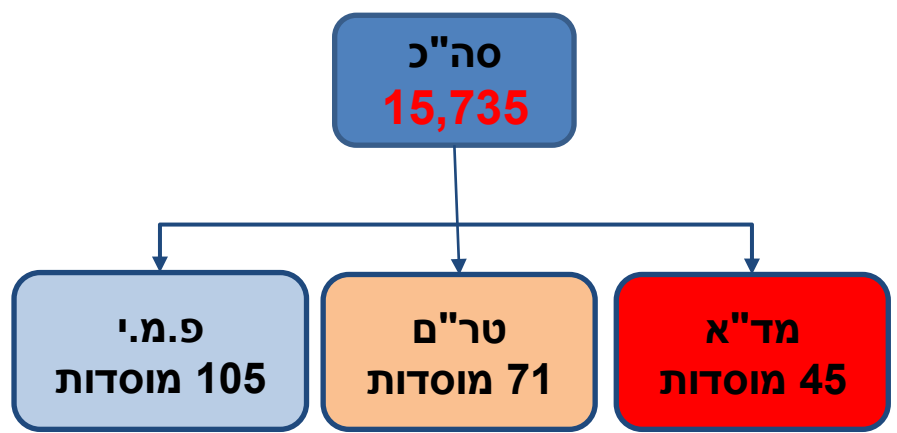 סה"כ
15,735
מד"א
45 מוסדות
טר"ם
71 מוסדות
פ.מ.י
105 מוסדות